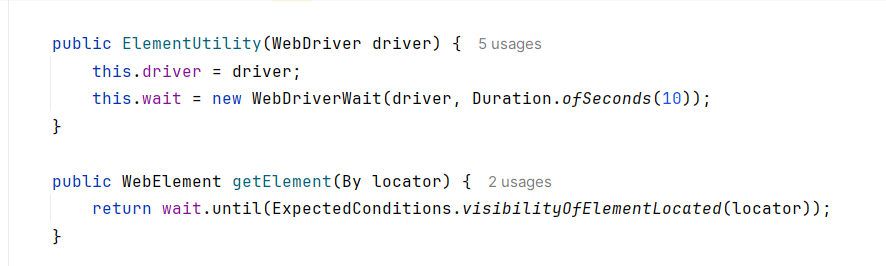 public ElementUtility(WebDriver driver) { 5 usages
this.driver = driver;
this.wait = new WebDriverWait(driver, Duration.ofSeconds(10));
}
public WebElement getElement(By locator) { 2 usages
return wait.until(ExpectedConditions.visibilityOfElementLocated(locator));
}